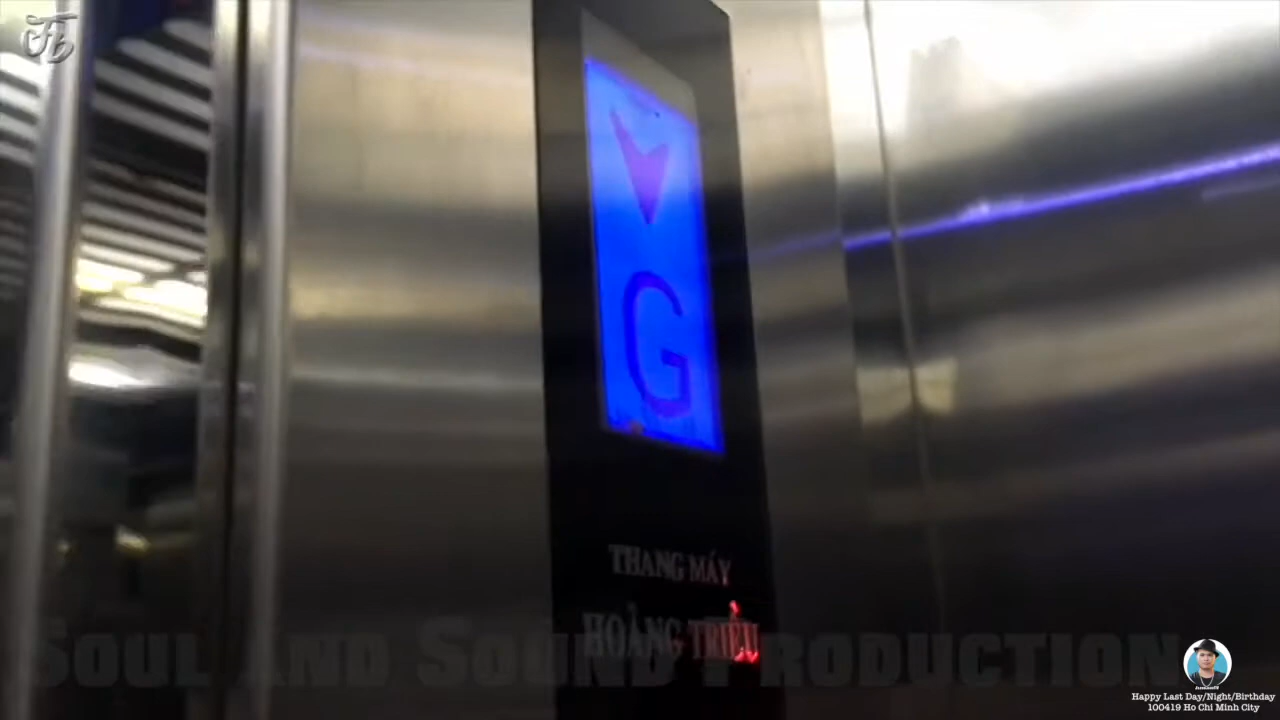 G
THANG MÁY
HOÀNG TRIỀU
SOUL AND SOUND PRODUCTION
Happy Last Day/Night/Birthday
100419 Ho Chi Minh City